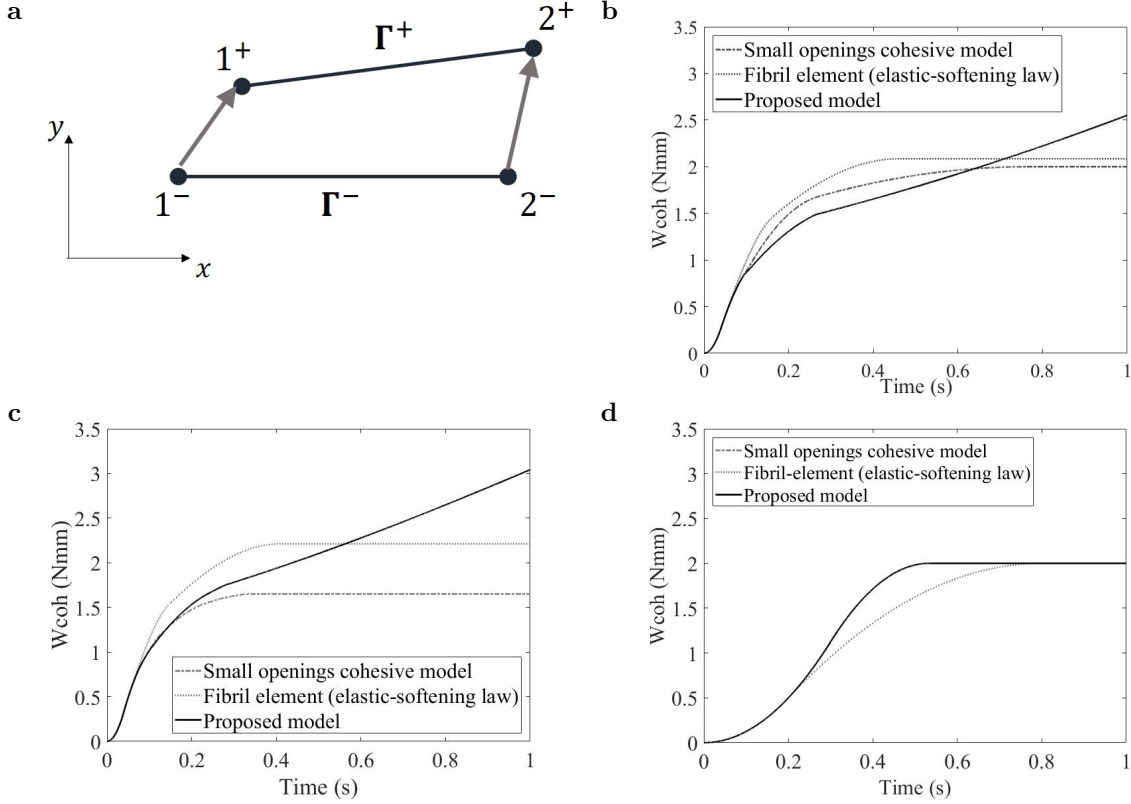 a
Γ⁺
2⁺
1⁺
y
1⁻
Γ⁻
2⁻
x
b
3.5
3
2.5
2
1.5
1
0.5
0
Wcoh (Nmm)
Small openings cohesive model
Fibril element (elastic-softening law)
Proposed model
0 0.2 0.4 0.6 0.8 1
Time (s)
c
3.5
3
2.5
2
1.5
1
0.5
0
Wcoh (Nmm)
Small openings cohesive model
Fibril element (elastic-softening law)
Proposed model
0 0.2 0.4 0.6 0.8 1
Time (s)
d
3.5
3
2.5
2
1.5
1
0.5
0
Wcoh (Nmm)
Small openings cohesive model
Fibril-element (elastic-softening law)
Proposed model
0 0.2 0.4 0.6 0.8 1
Time (s)